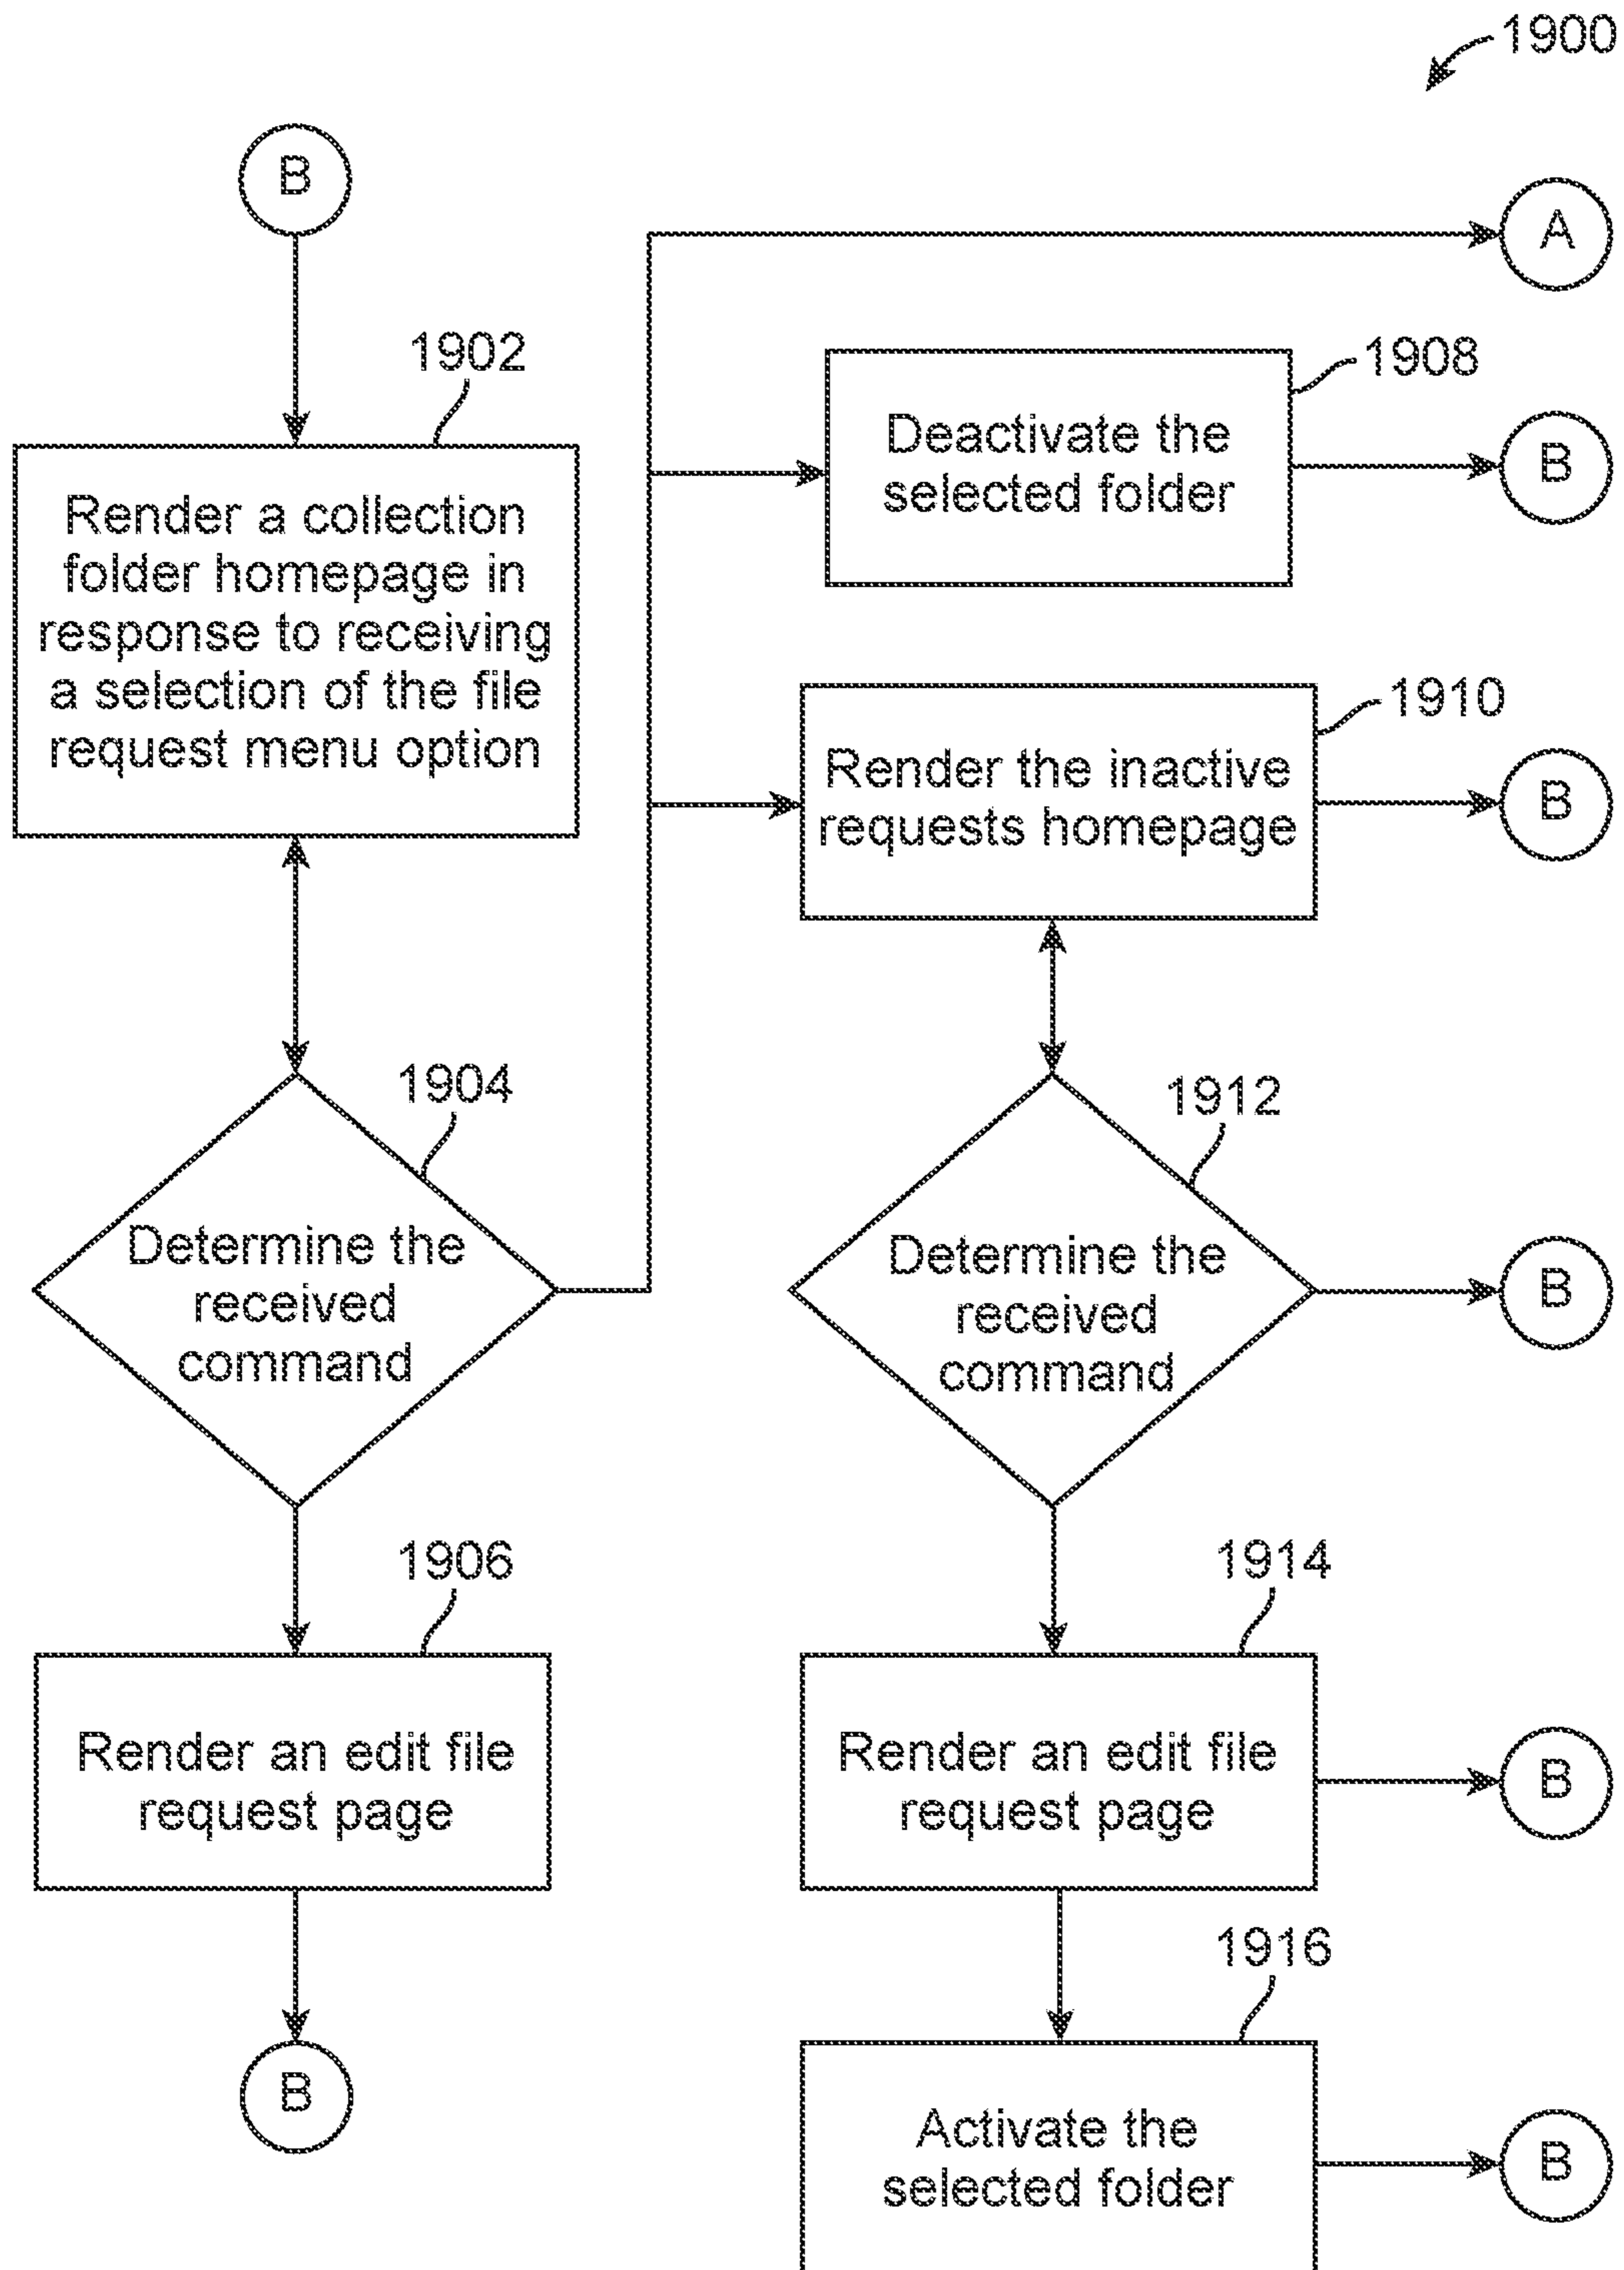 1900
B
A
1902
Render a collection
folder homepage in
response to receiving
a selection of the file
request menu option
1908
Deactivate the
selected folder
B
1910
Render the inactive
requests homepage
B
1904
Determine the
received
command
1912
Determine the
received
command
B
1906
Render an edit file
request page
B
1914
Render an edit file
request page
B
1916
Activate the
selected folder
B